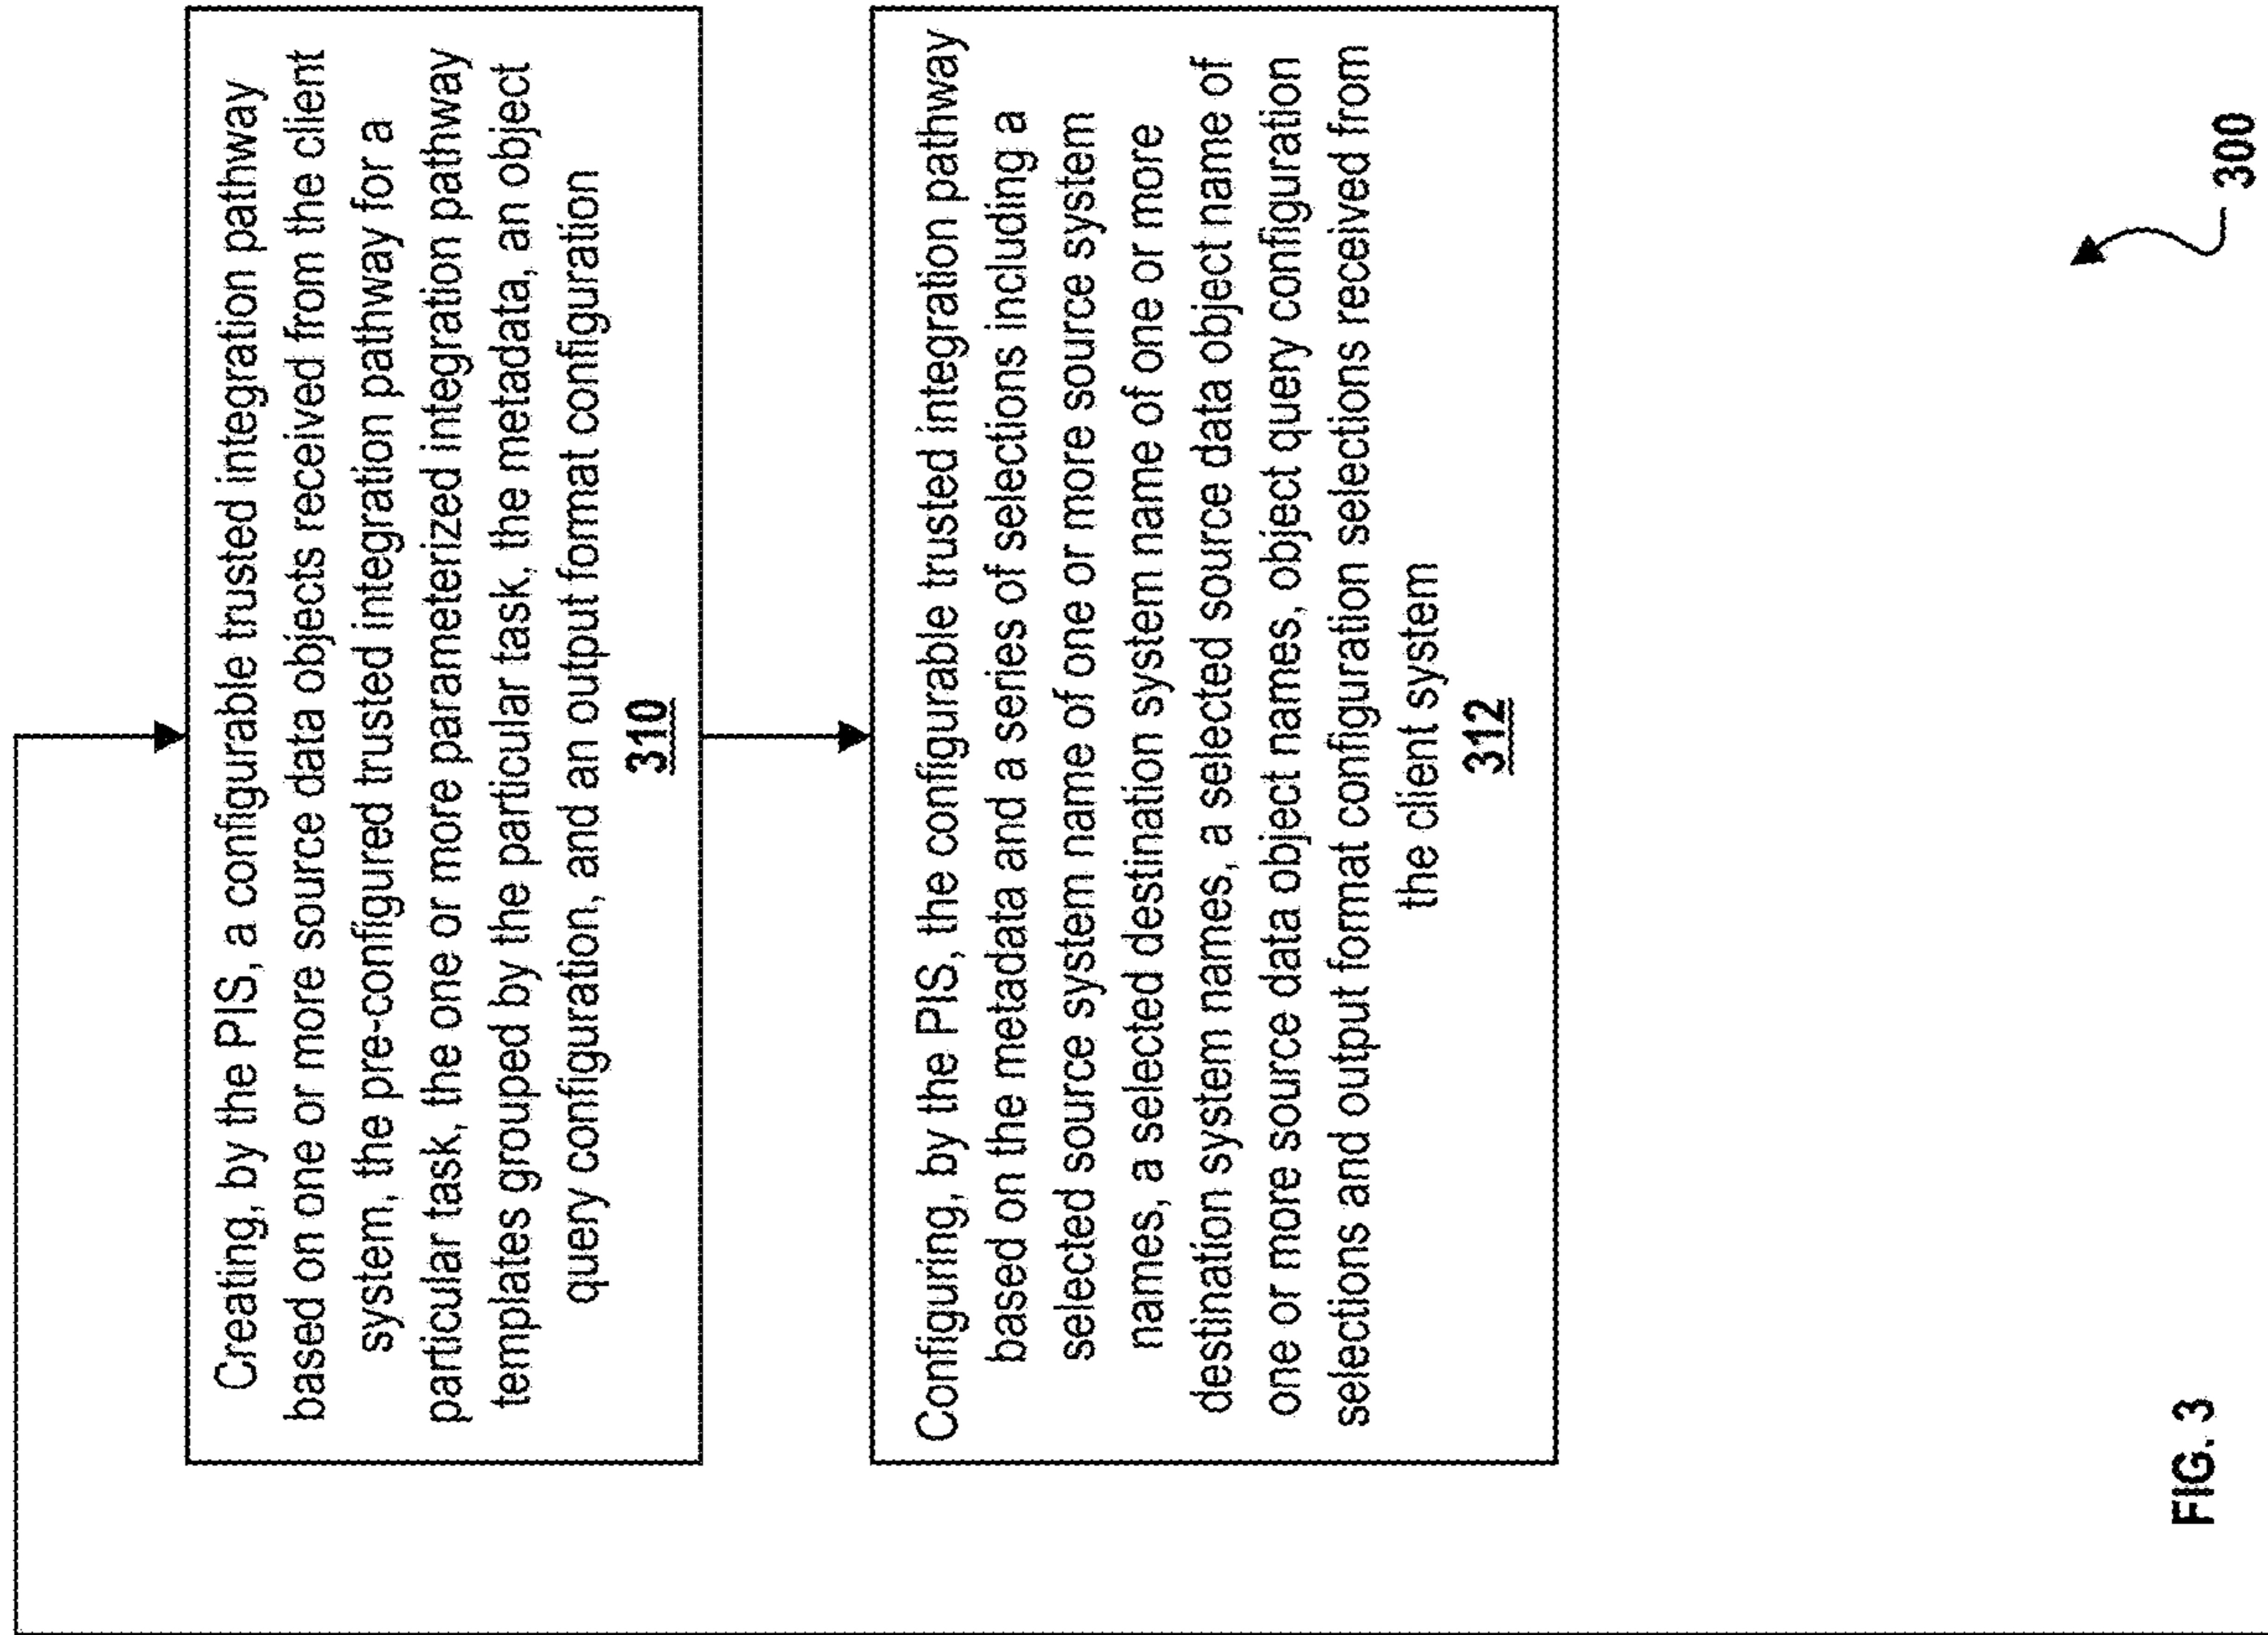 Creating, by the PIS, a configurable trusted integration pathway
based on one or more source data objects received from the client
system, the pre-configured trusted integration pathway for a
particular task, the one or more parameterized integration pathway
templates grouped by the particular task, the metadata, an object
query configuration, and an output format configuration
310
Configuring, by the PIS, the configurable trusted integration pathway
based on the metadata and a series of selections including a
selected source system name of one or more source system
names, a selected destination system name of one or more
destination system names, a selected source data object name of
one or more source data object names, object query configuration
selections and output format configuration selections received from
the client system
312
300
FIG. 3